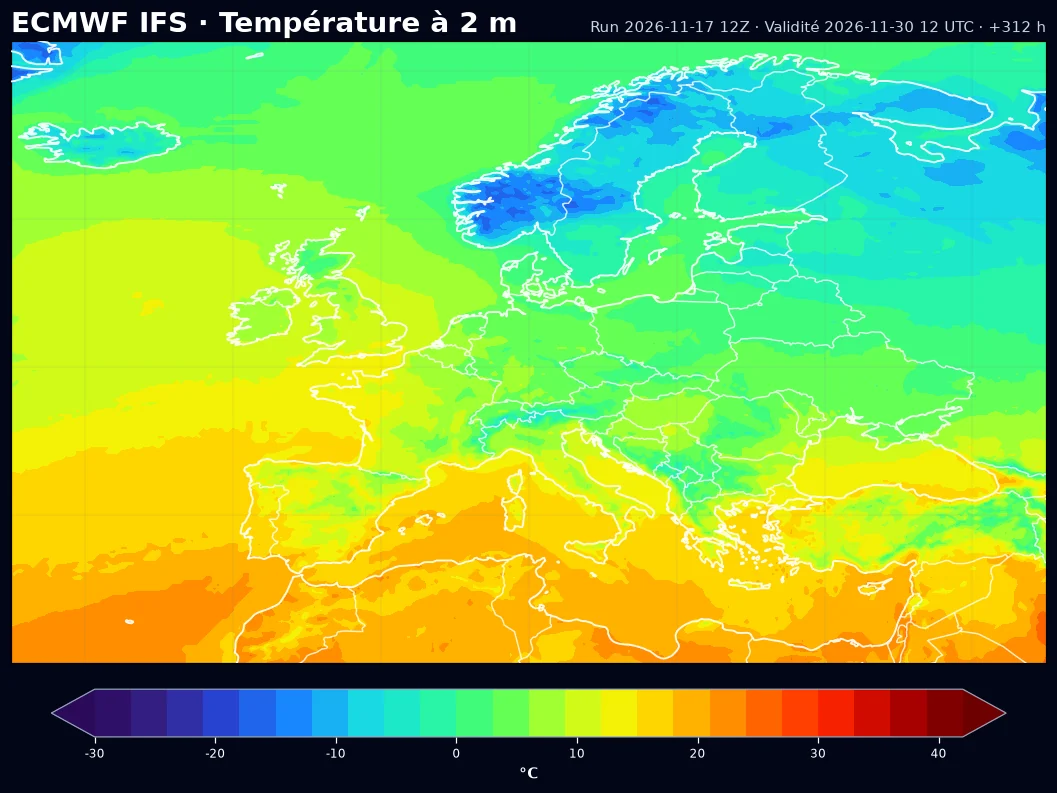 ECMWF IFS · Température à 2 m
Run 2026-11-17 12Z · Validité 2026-11-30 12 UTC · +312 h
-30 -20 -10 0 10 20 30 40
°C